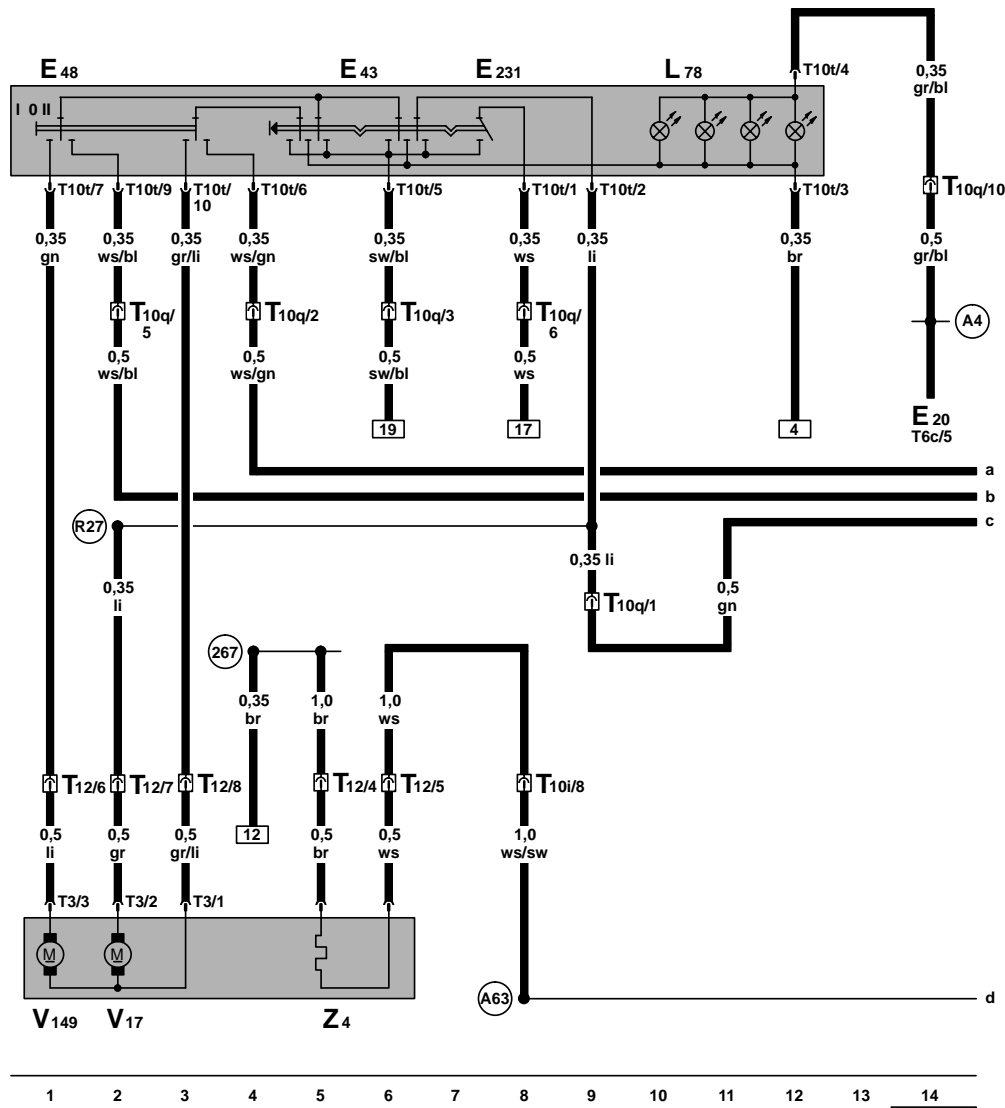 E 48 E 43 E 231 L 78 T10t/4
0,35
gr/bl
I 0 II
T10t/7 T10t/9 T10t/ T10t/6 T10t/5 T10t/1 T10t/2 T10t/3
10
T10q/10
0,35 0,35 0,35 0,35 0,35 0,35 0,35 0,35 0,5
gn ws/bl gr/li ws/gn sw/bl ws li br gr/bl
T10q/ T10q/2 T10q/3 T10q/
5 6
A4
0,5 0,5 0,5 0,5
ws/bl ws/gn sw/bl ws
19 17 4
E 20
T6c/5
a
b
c
R27
0,35 li
0,35
li
0,5
gn
T10q/1
267
0,35 1,0 1,0
br br ws
T12/6 T12/7 T12/8 T12/4 T12/5 T10i/8
12
0,5 0,5 0,5 0,5 0,5 1,0
li gr gr/li br ws ws/sw
T3/3 T3/2 T3/1
M M
A63
d
V 149 V 17 Z 4
1 2 3 4 5 6 7 8 9 10 11 12 13 14